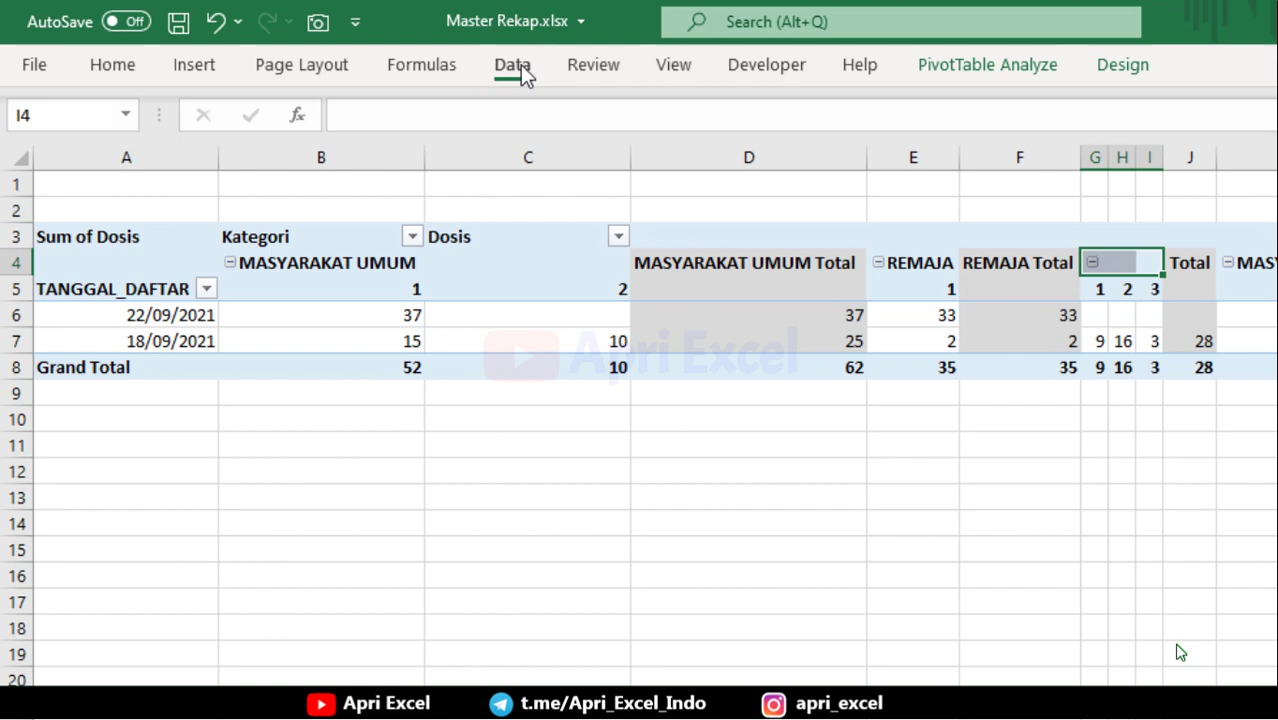 AutoSave Off Master Rekap.xlsx Search (Alt+Q)
File Home Insert Page Layout Formulas Data Review View Developer Help PivotTable Analyze Design
I4 fx
A B C D E F G H I J
1
2
3 Sum of Dosis Kategori Dosis
4 MASYARAKAT UMUM MASYARAKAT UMUM Total REMAJA REMAJA Total Total MAS
5 TANGGAL_DAFTAR 1 2 1 1 2 3
6 22/09/2021 37 37 33 33
7 18/09/2021 15 10 25 2 2 9 16 3 28
8 Grand Total 52 10 62 35 35 9 16 3 28
9
10
11
12
13
14
15
16
17
18
19
20
Apri Excel
Apri Excel t.me/Apri_Excel_Indo apri_excel